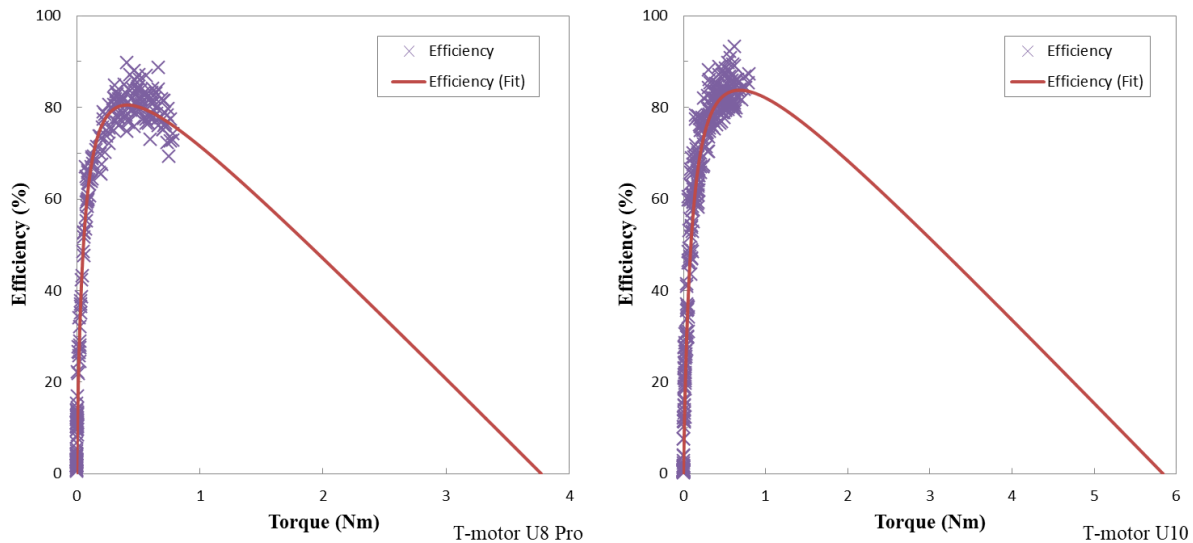 100
80
60
40
20
0
Efficiency (%)
Efficiency
Efficiency (Fit)
0 1 2 3 4
Torque (Nm)
T-motor U8 Pro
100
80
60
40
20
0
Efficiency (%)
Efficiency
Efficiency (Fit)
0 1 2 3 4 5 6
Torque (Nm)
T-motor U10